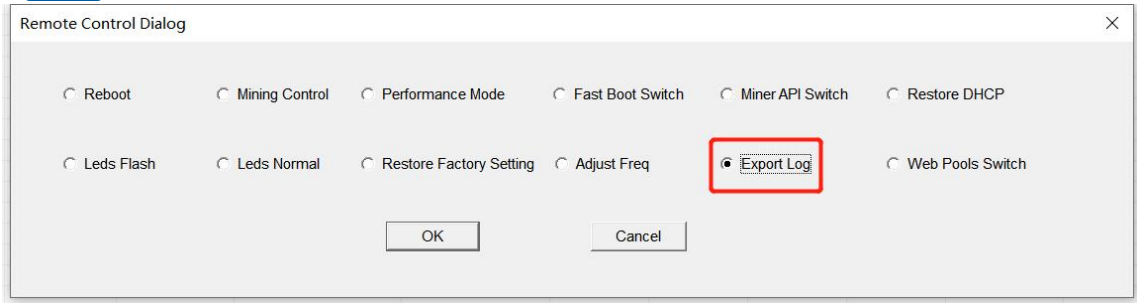 Remote Control Dialog
Reboot Mining Control Performance Mode Fast Boot Switch Miner API Switch Restore DHCP
Leds Flash Leds Normal Restore Factory Setting Adjust Freq Export Log Web Pools Switch
OK Cancel